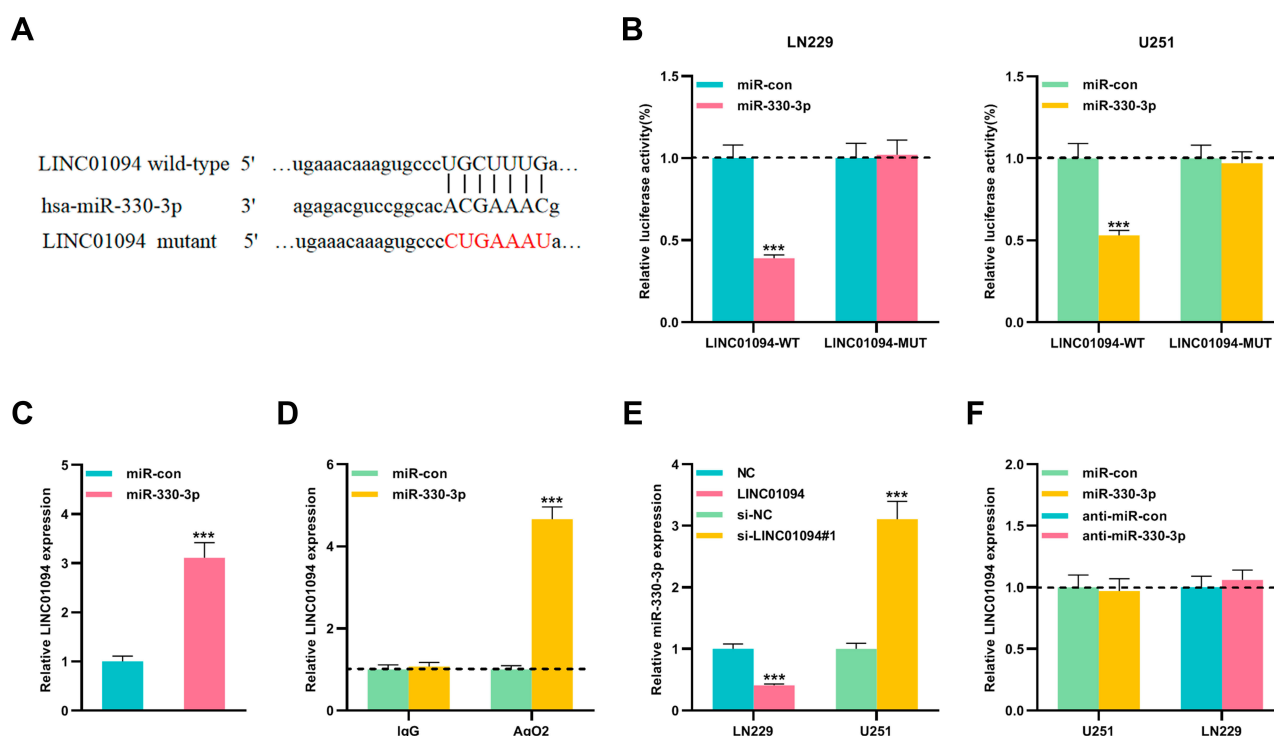 A
LINC01094 wild-type 5' ...ugaaacaaagugcccUGCUUUGa...
hsa-miR-330-3p 3' agagacguccggcacACGAAACg
LINC01094 mutant 5' ...ugaaacaaagugcccCUGAAAUa...
B
LN229
Relative luciferase activity(%)
1.5
1.0
0.5
0.0
miR-con
miR-330-3p
***
LINC01094-WT LINC01094-MUT
U251
Relative luciferase activity(%)
1.5
1.0
0.5
0.0
miR-con
miR-330-3p
***
LINC01094-WT LINC01094-MUT
C
Relative LINC01094 expression
5
4
3
2
1
0
miR-con
miR-330-3p
***
D
Relative LINC01094 expression
6
4
2
0
miR-con
miR-330-3p
***
IgG AgO2
E
Relative miR-330-3p expression
4
3
2
1
0
NC
LINC01094
si-NC
si-LINC01094#1
***
***
LN229 U251
F
Relative LINC01094 expression
2.0
1.5
1.0
0.5
0.0
miR-con
miR-330-3p
anti-miR-con
anti-miR-330-3p
U251 LN229